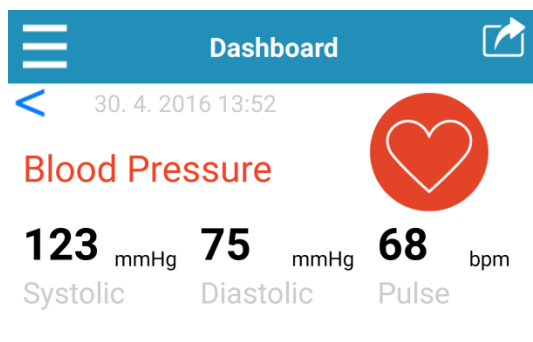 Dashboard
30. 4. 2016 13:52
Blood Pressure
123 mmHg 75 mmHg 68 bpm
Systolic Diastolic Pulse